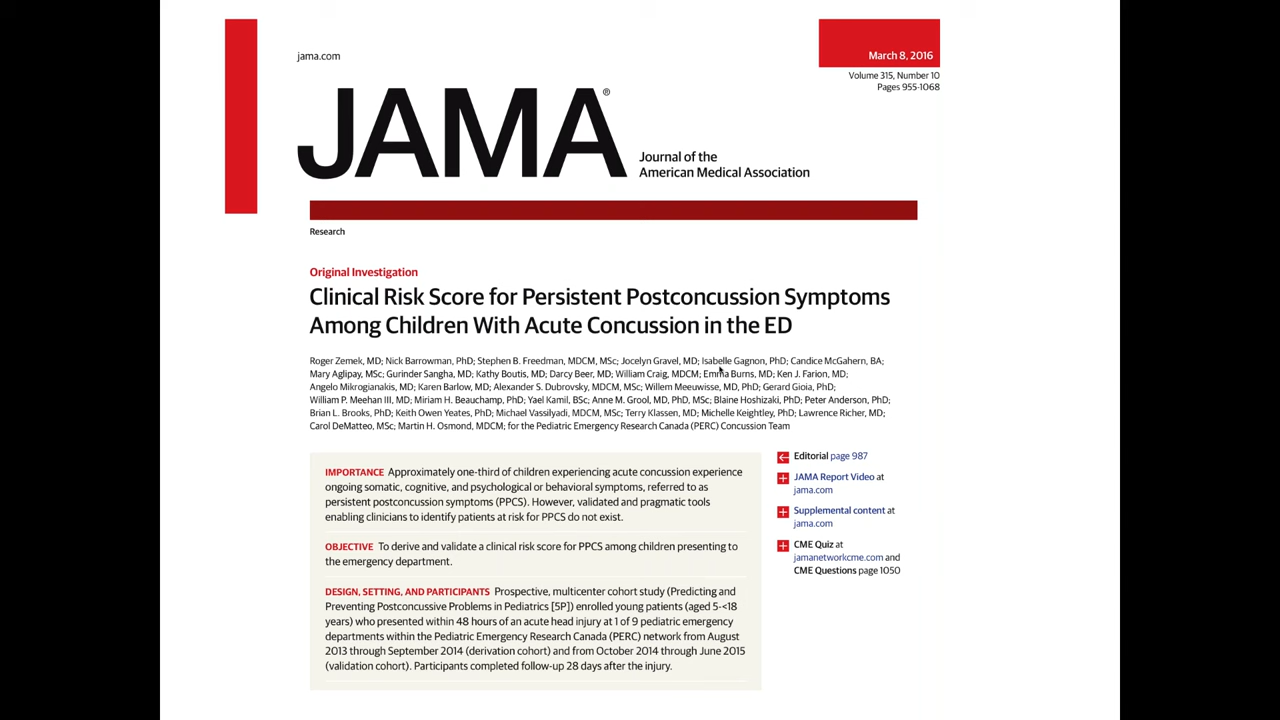 jama.com
March 8, 2016
Volume 315, Number 10
Pages 955-1068
JAMA®
Journal of the
American Medical Association
Research
Original Investigation
Clinical Risk Score for Persistent Postconcussion Symptoms
Among Children With Acute Concussion in the ED
Roger Zemek, MD; Nick Barrowman, PhD; Stephen B. Freedman, MDCM, MSc; Jocelyn Gravel, MD; Isabelle Gagnon, PhD; Candice McGahern, BA;
Mary Aglipay, MSc; Gurinder Sangha, MD; Kathy Boutis, MD; Darcy Beer, MD; William Craig, MDCM; Emma Burns, MD; Ken J. Farion, MD;
Angelo Mikrogianakis, MD; Karen Barlow, MD; Alexander S. Dubrovsky, MDCM, MSc; Willem Meeuwisse, MD, PhD; Gerard Gioia, PhD;
William P. Meehan III, MD; Miriam H. Beauchamp, PhD; Yael Kamil, BSc; Anne M. Grool, MD, PhD, MSc; Blaine Hoshizaki, PhD; Peter Anderson, PhD;
Brian L. Brooks, PhD; Keith Owen Yeates, PhD; Michael Vassilyadi, MDCM, MSc; Terry Klassen, MD; Michelle Keightley, PhD; Lawrence Richer, MD;
Carol DeMatteo, MSc; Martin H. Osmond, MDCM; for the Pediatric Emergency Research Canada (PERC) Concussion Team
IMPORTANCE Approximately one-third of children experiencing acute concussion experience
ongoing somatic, cognitive, and psychological or behavioral symptoms, referred to as
persistent postconcussion symptoms (PPCS). However, validated and pragmatic tools
enabling clinicians to identify patients at risk for PPCS do not exist.
OBJECTIVE To derive and validate a clinical risk score for PPCS among children presenting to
the emergency department.
DESIGN, SETTING, AND PARTICIPANTS Prospective, multicenter cohort study (Predicting and
Preventing Postconcussive Problems in Pediatrics [5P]) enrolled young patients (aged 5-<18
years) who presented within 48 hours of an acute head injury at 1 of 9 pediatric emergency
departments within the Pediatric Emergency Research Canada (PERC) network from August
2013 through September 2014 (derivation cohort) and from October 2014 through June 2015
(validation cohort). Participants completed follow-up 28 days after the injury.
Editorial page 987
JAMA Report Video at
jama.com
Supplemental content at
jama.com
CME Quiz at
jamanetworkcme.com and
CME Questions page 1050